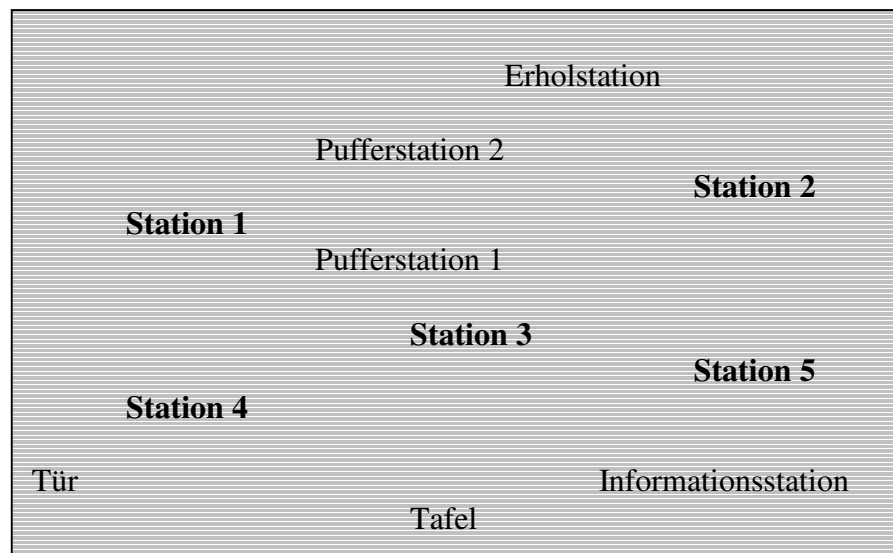 Erholstation
Pufferstation 2
Station 2
Station 1
Pufferstation 1
Station 3
Station 5
Station 4
Tür Informationsstation
Tafel